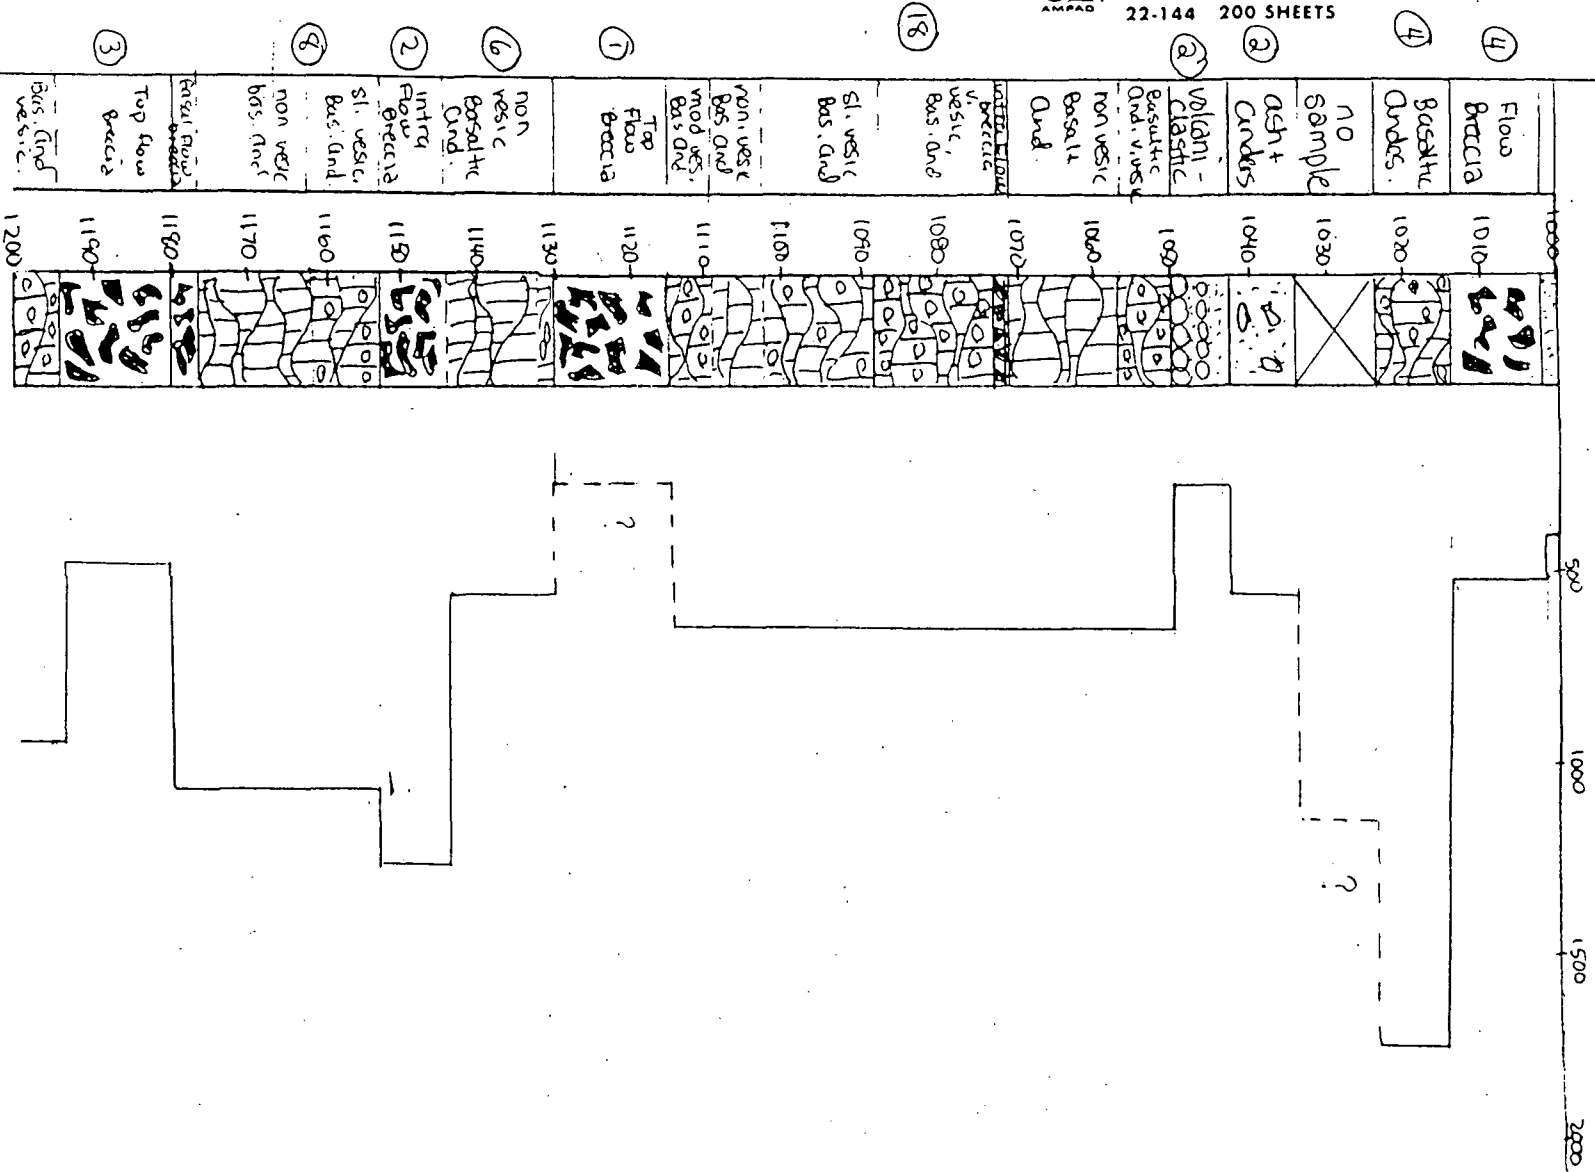 AMPAD 22-144 200 SHEETS
4
4
2
2
18
1
6
2
8
3
Flow
Breccia
Basaltic
Andes.
no
sample
ash +
cinders
volcani-
clastic
Basaltic
And. v. vesic
non vesic
Basalt
And.
breccia
v.
vesic,
Bas. and
sl. vesic
Bas. And
non. vesic
Bas and
mod ves.
Bas and
Top
Flow
Breccia
non
vesic
Basaltic
And.
intra
Flow
Breccia
sl. vesic.
Bas. And.
non vesic
bas. And
Basal Flow
breccia
Top flow
Breccia
Bas. And
vesic.
1000
1010
1020
1030
1040
1050
1060
1070
1080
1090
1100
1110
1120
1130
1140
1150
1160
1170
1180
1190
1200
500
1000
1500
2000
?
?